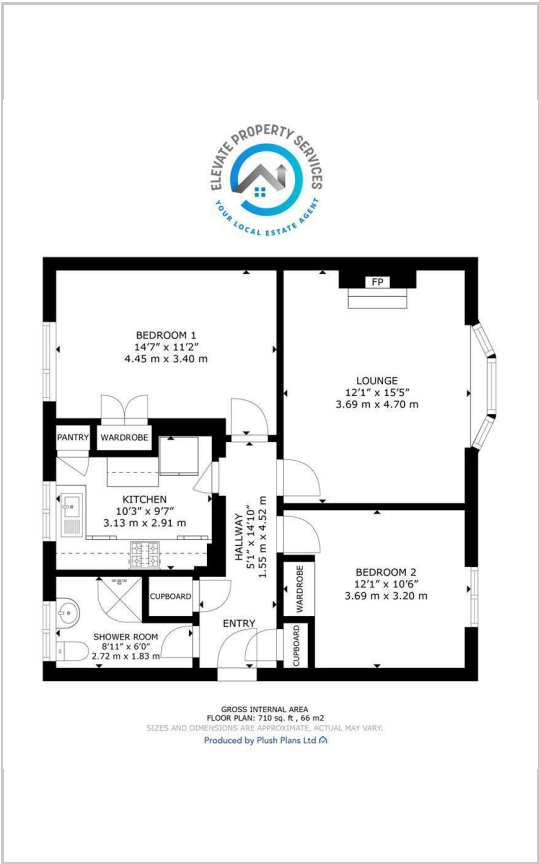 ELEVATE PROPERTY SERVICES
YOUR LOCAL ESTATE AGENT
FP
BEDROOM 1
14'7" x 11'2"
4.45 m x 3.40 m
LOUNGE
12'1" x 15'5"
3.69 m x 4.70 m
PANTRY
WARDROBE
KITCHEN
10'3" x 9'7"
3.13 m x 2.91 m
HALLWAY
5'1" x 14'10"
1.55 m x 4.52 m
BEDROOM 2
12'1" x 10'6"
3.69 m x 3.20 m
WARDROBE
CUPBOARD
ENTRY
SHOWER ROOM
8'11" x 6'0"
2.72 m x 1.83 m
CUPBOARD
GROSS INTERNAL AREA
FLOOR PLAN: 710 sq. ft , 66 m2
SIZES AND DIMENSIONS ARE APPROXIMATE, ACTUAL MAY VARY.
Produced by Plush Plans Ltd